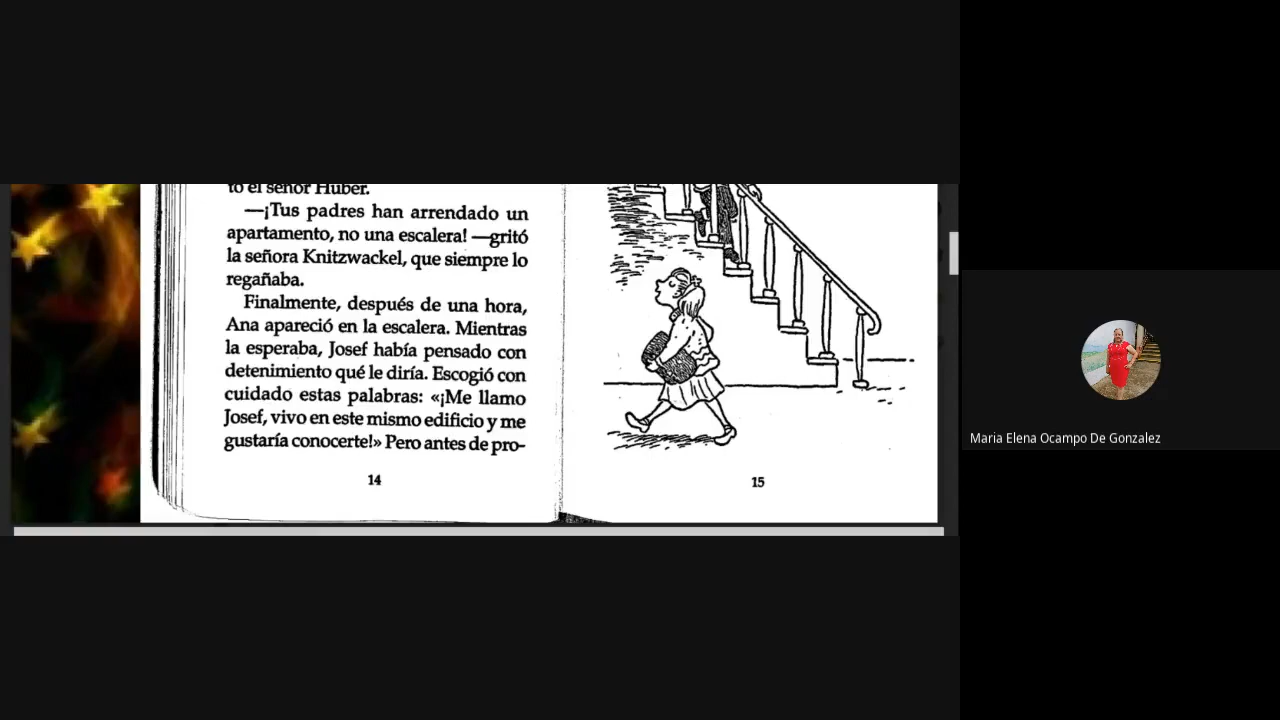 to el señor Huber.
—¡Tus padres han arrendado un
apartamento, no una escalera! —gritó
la señora Knitzwackel, que siempre lo
regañaba.
Finalmente, después de una hora,
Ana apareció en la escalera. Mientras
la esperaba, Josef había pensado con
detenimiento qué le diría. Escogió con
cuidado estas palabras: «¡Me llamo
Josef, vivo en este mismo edificio y me
gustaría conocerte!» Pero antes de pro-
14
15
Maria Elena Ocampo De Gonzalez